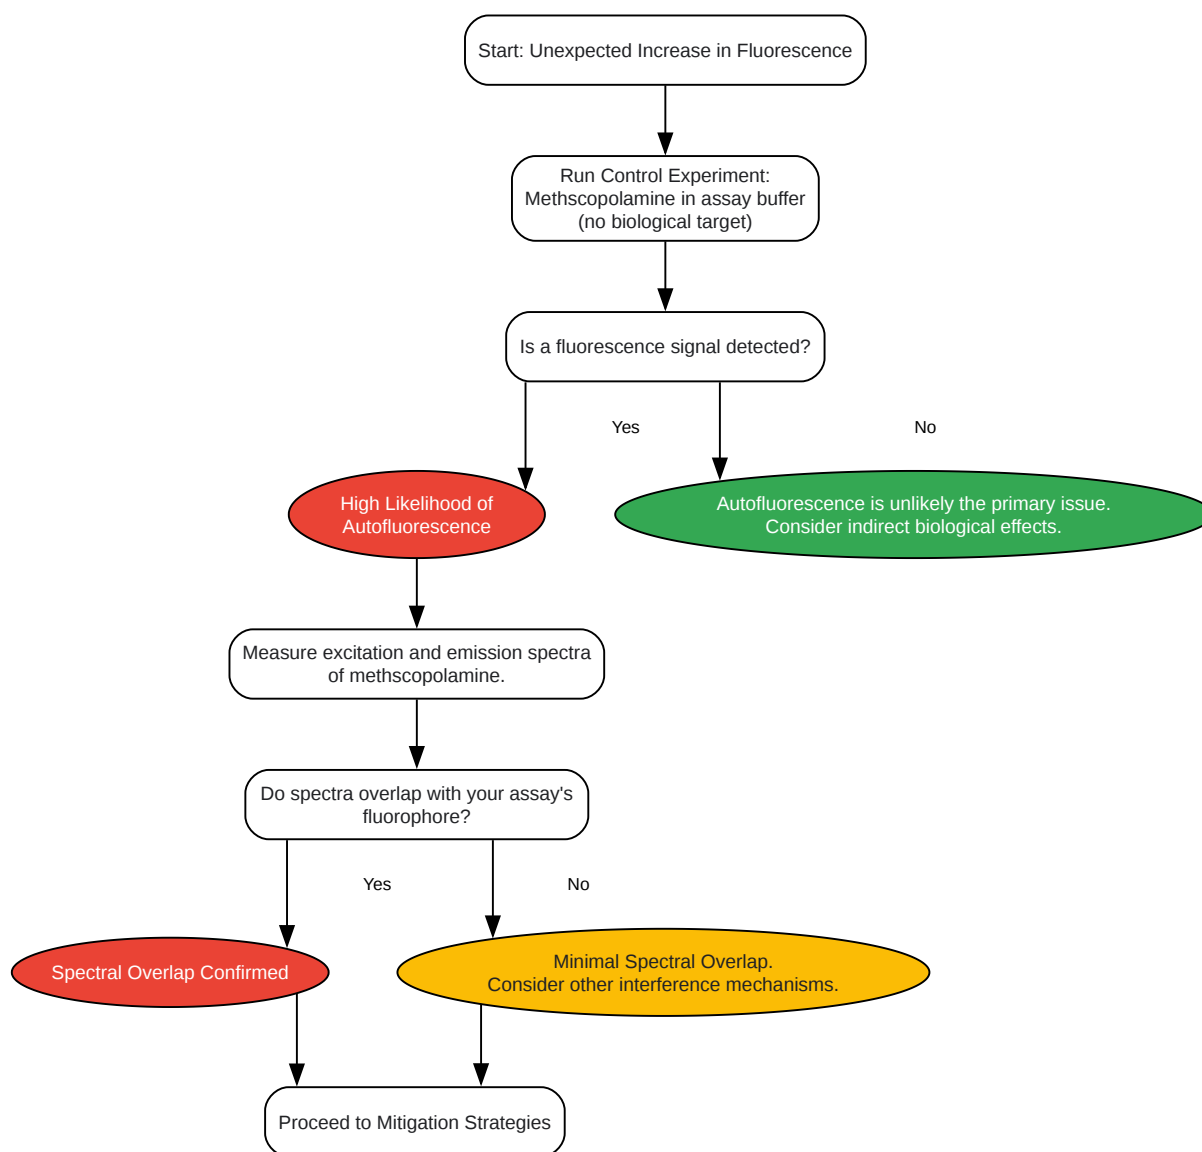 Start: Unexpected Increase in Fluorescence
Run Control Experiment:
Methscopolamine in assay buffer
(no biological target)
Is a fluorescence signal detected?
Yes
No
High Likelihood of
Autofluorescence
Autofluorescence is unlikely the primary issue.
Consider indirect biological effects.
Measure excitation and emission spectra
of methscopolamine.
Do spectra overlap with your assay's
fluorophore?
Yes
No
Spectral Overlap Confirmed
Minimal Spectral Overlap.
Consider other interference mechanisms.
Proceed to Mitigation Strategies